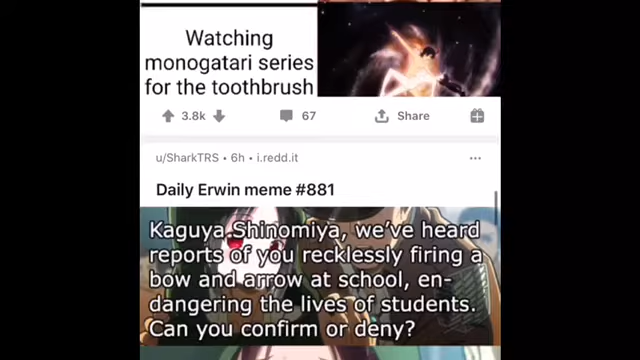 Watching
monogatari series
for the toothbrush
3.8k
67
Share
u/SharkTRS • 6h • i.redd.it
Daily Erwin meme #881
Kaguya Shinomiya, we've heard
reports of you recklessly firing a
bow and arrow at school, en-
dangering the lives of students.
Can you confirm or deny?